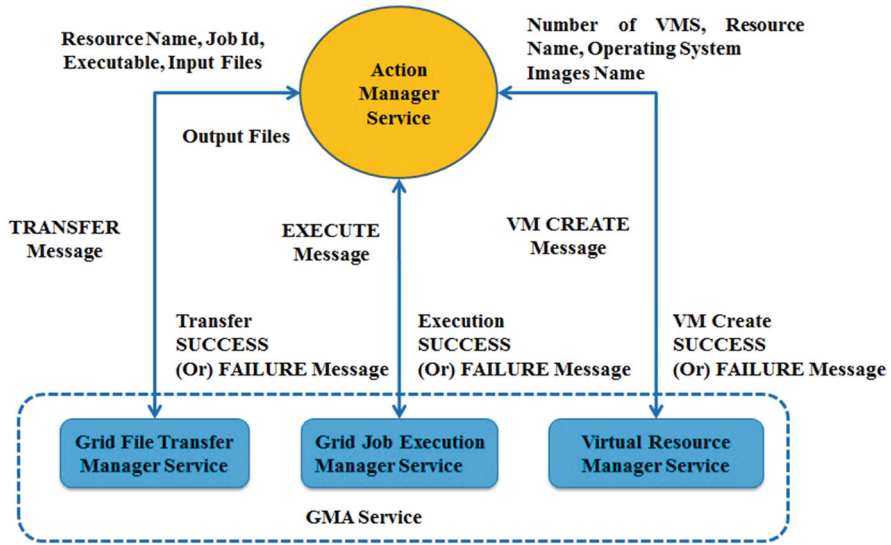 Resource Name, Job Id,
Executable, Input Files
Number of VMS, Resource
Name, Operating System
Images Name
Action
Manager
Service
Output Files
TRANSFER
Message
EXECUTE
Message
VM CREATE
Message
Transfer
SUCCESS
(Or) FAILURE Message
Execution
SUCCESS
(Or) FAILURE Message
VM Create
SUCCESS
(Or) FAILURE Message
Grid File Transfer
Manager Service
Grid Job Execution
Manager Service
Virtual Resource
Manager Service
GMA Service